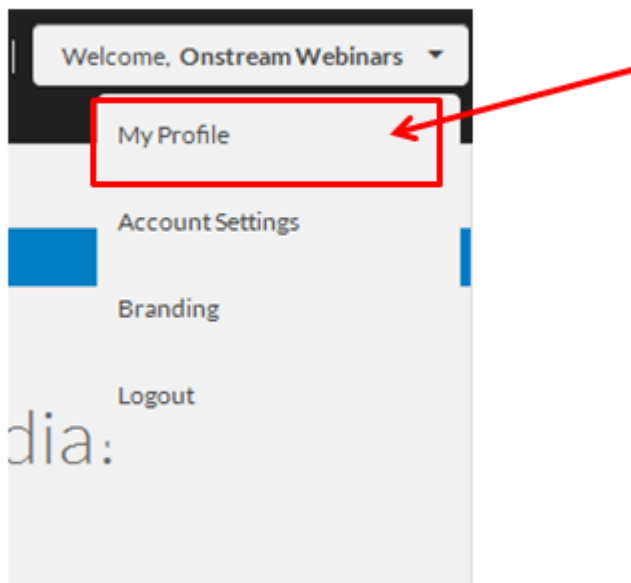 Welcome, Onstream Webinars
My Profile
Account Settings
Branding
Logout
dia: